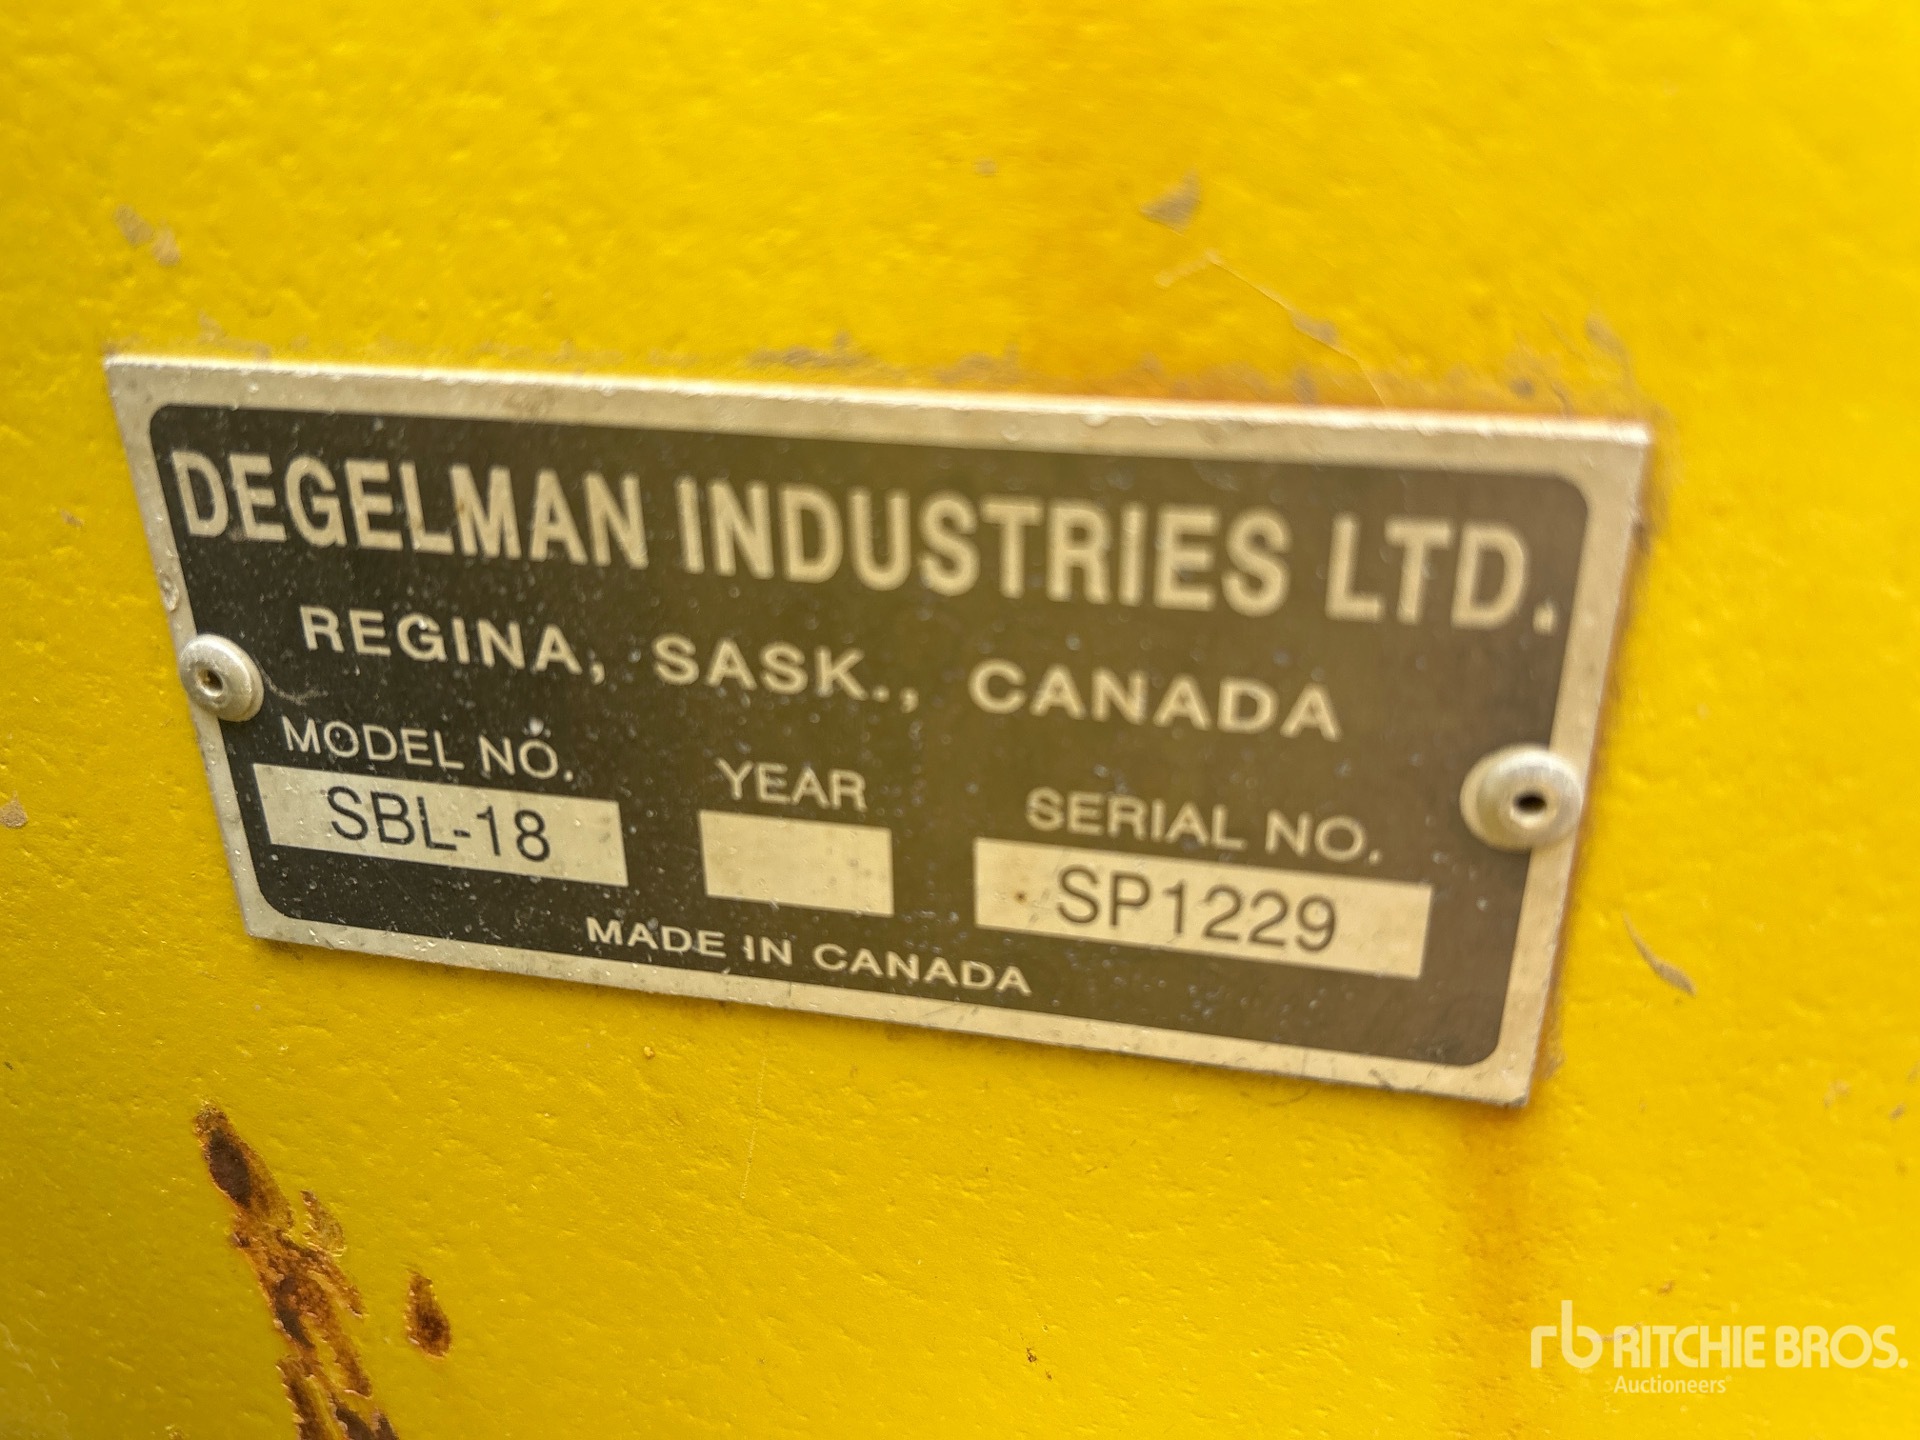 DEGELMAN INDUSTRIES LTD.
REGINA, SASK., CANADA
MODEL NO. YEAR SERIAL NO.
SBL-18 SP1229
MADE IN CANADA
rb RITCHIE BROS.
Auctioneers